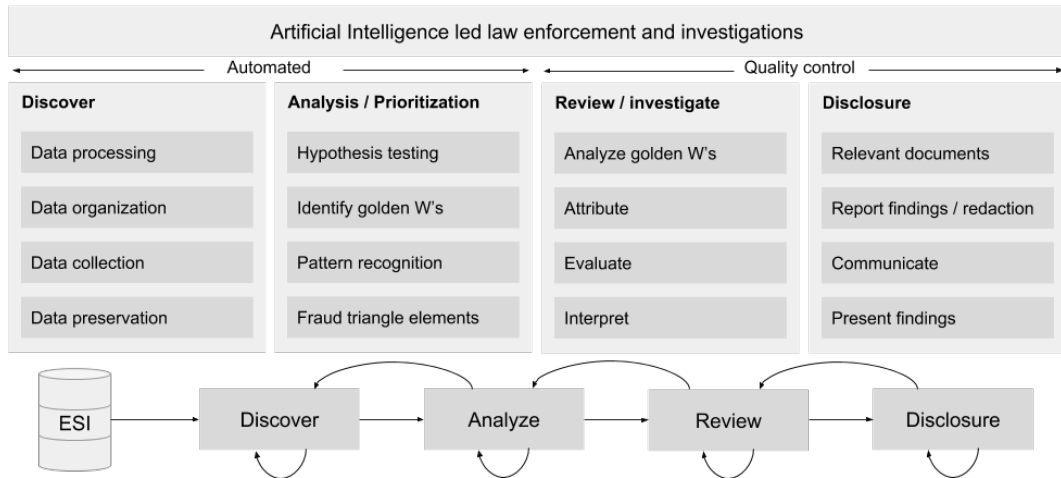 Artificial Intelligence led law enforcement and investigations
Automated
Quality control
Discover
Data processing
Data organization
Data collection
Data preservation
Analysis / Prioritization
Hypothesis testing
Identify golden W's
Pattern recognition
Fraud triangle elements
Review / investigate
Analyze golden W's
Attribute
Evaluate
Interpret
Disclosure
Relevant documents
Report findings / redaction
Communicate
Present findings
ESI
Discover
Analyze
Review
Disclosure